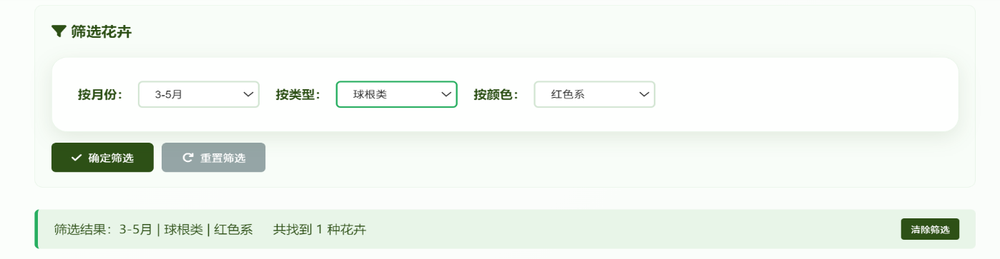 筛选花卉
按月份： 3-5月 按类型： 球根类 按颜色： 红色系
确定筛选 重置筛选
筛选结果：3-5月 | 球根类 | 红色系 共找到 1 种花卉 清除筛选